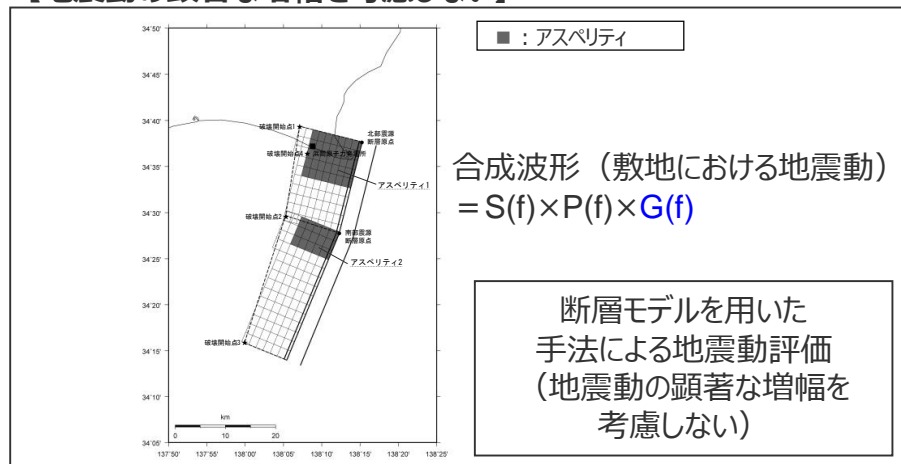 【地震動の顕著な増幅を考慮しない】
■：アスペリティ
34°50'
34°45'
34°40'
34°35'
34°30'
34°25'
34°20'
34°15'
34°10'
34°05'
破壊開始点1
北部震源
断層原点
破壊開始点4
浜岡原子力発電所
アスペリティ1
破壊開始点2
南部震源
断層原点
アスペリティ2
破壊開始点3
km
0 10 20
137°50' 137°55' 138°00' 138°05' 138°10' 138°15' 138°20' 138°25'
合成波形（敷地における地震動）
＝S(f)×P(f)×G(f)
断層モデルを用いた
手法による地震動評価
（地震動の顕著な増幅を
考慮しない）